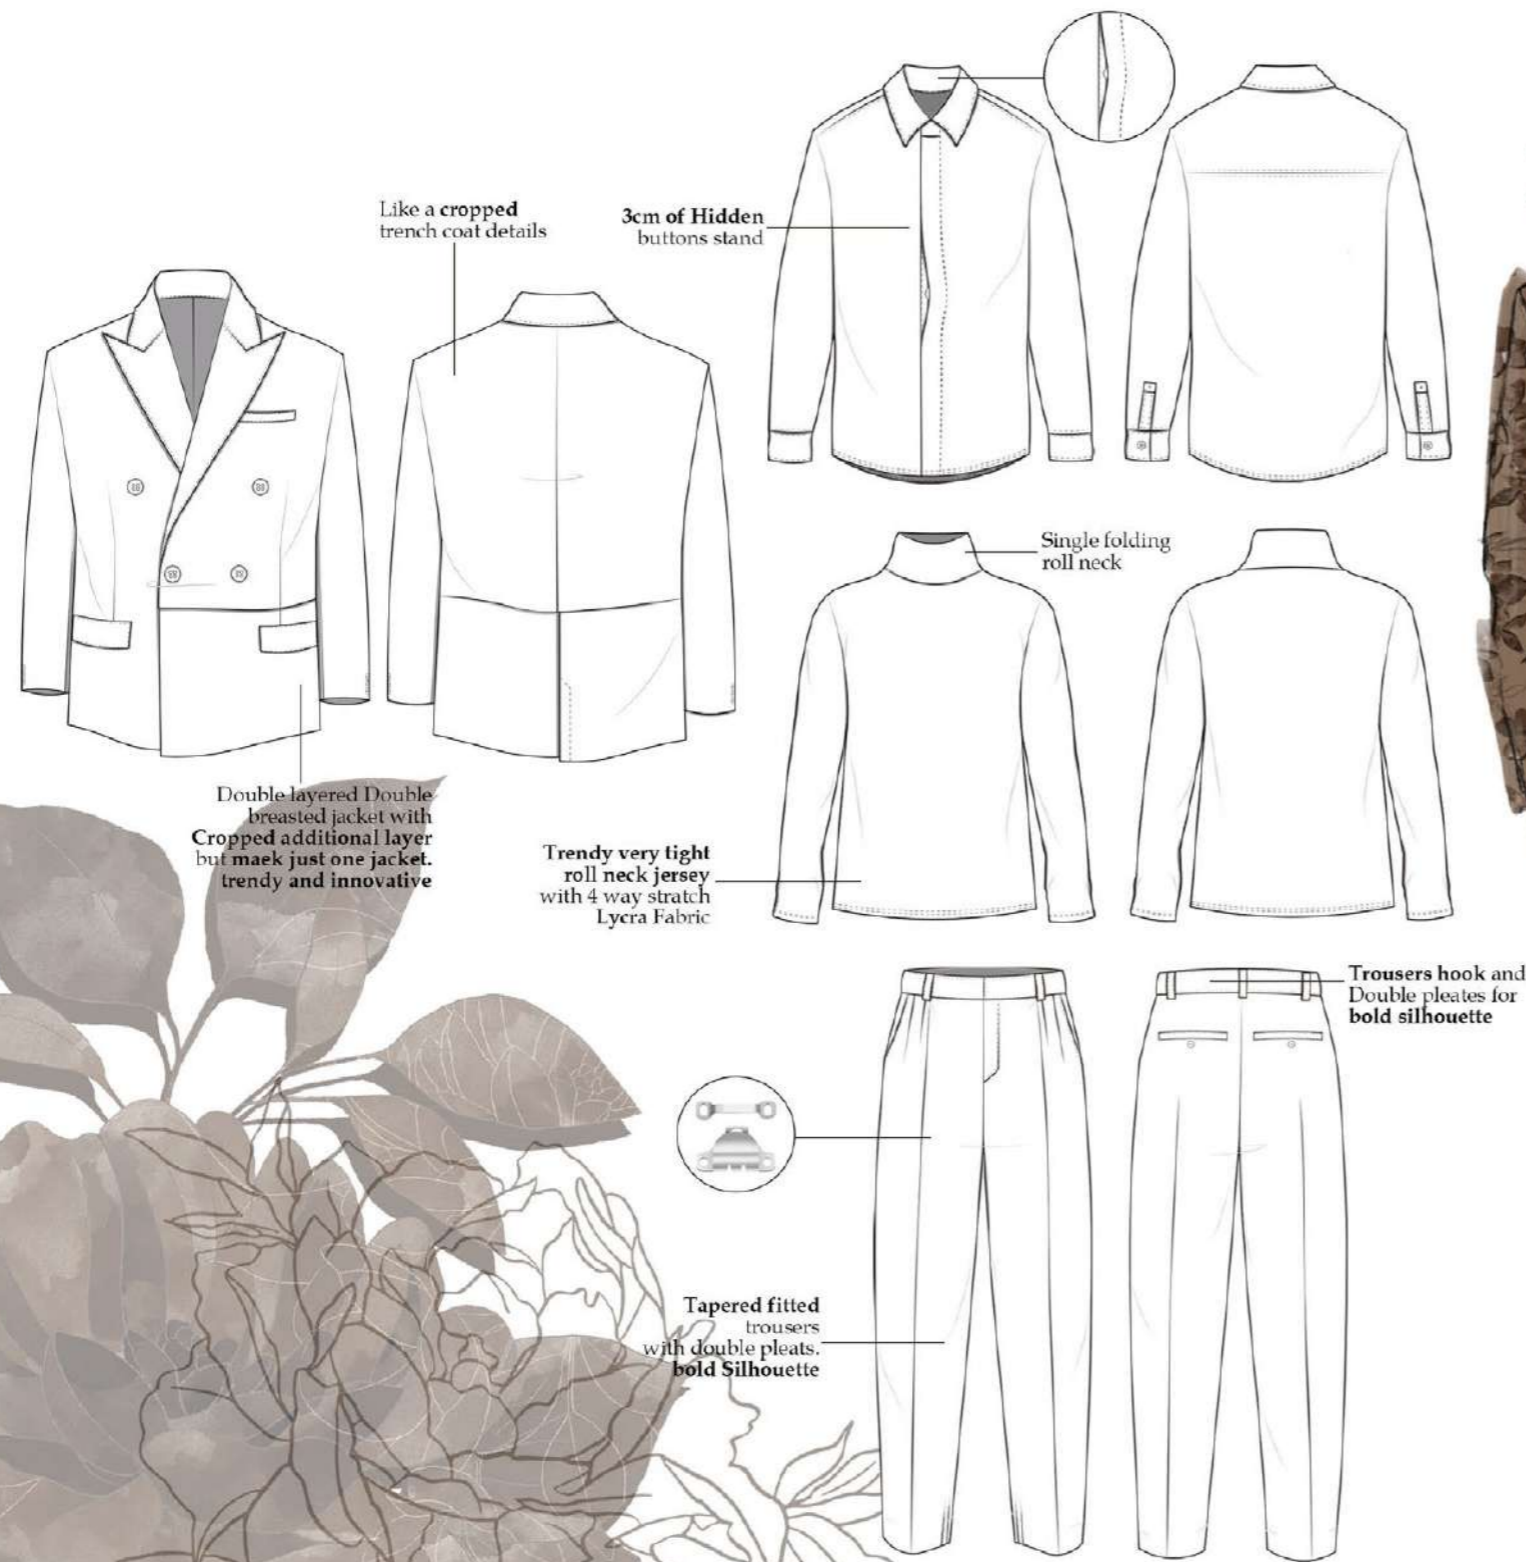 Like a cropped
trench coat details
3cm of Hidden
buttons stand
Single folding
roll neck
Double layered Double
breasted jacket with
Cropped additional layer
but maek just one jacket.
trendy and innovative
Trendy very tight
roll neck jersey
with 4 way stratch
Lycra Fabric
Trousers hook and
Double pleates for
bold silhouette
Tapered fitted
trousers
with double pleats.
bold Silhouette